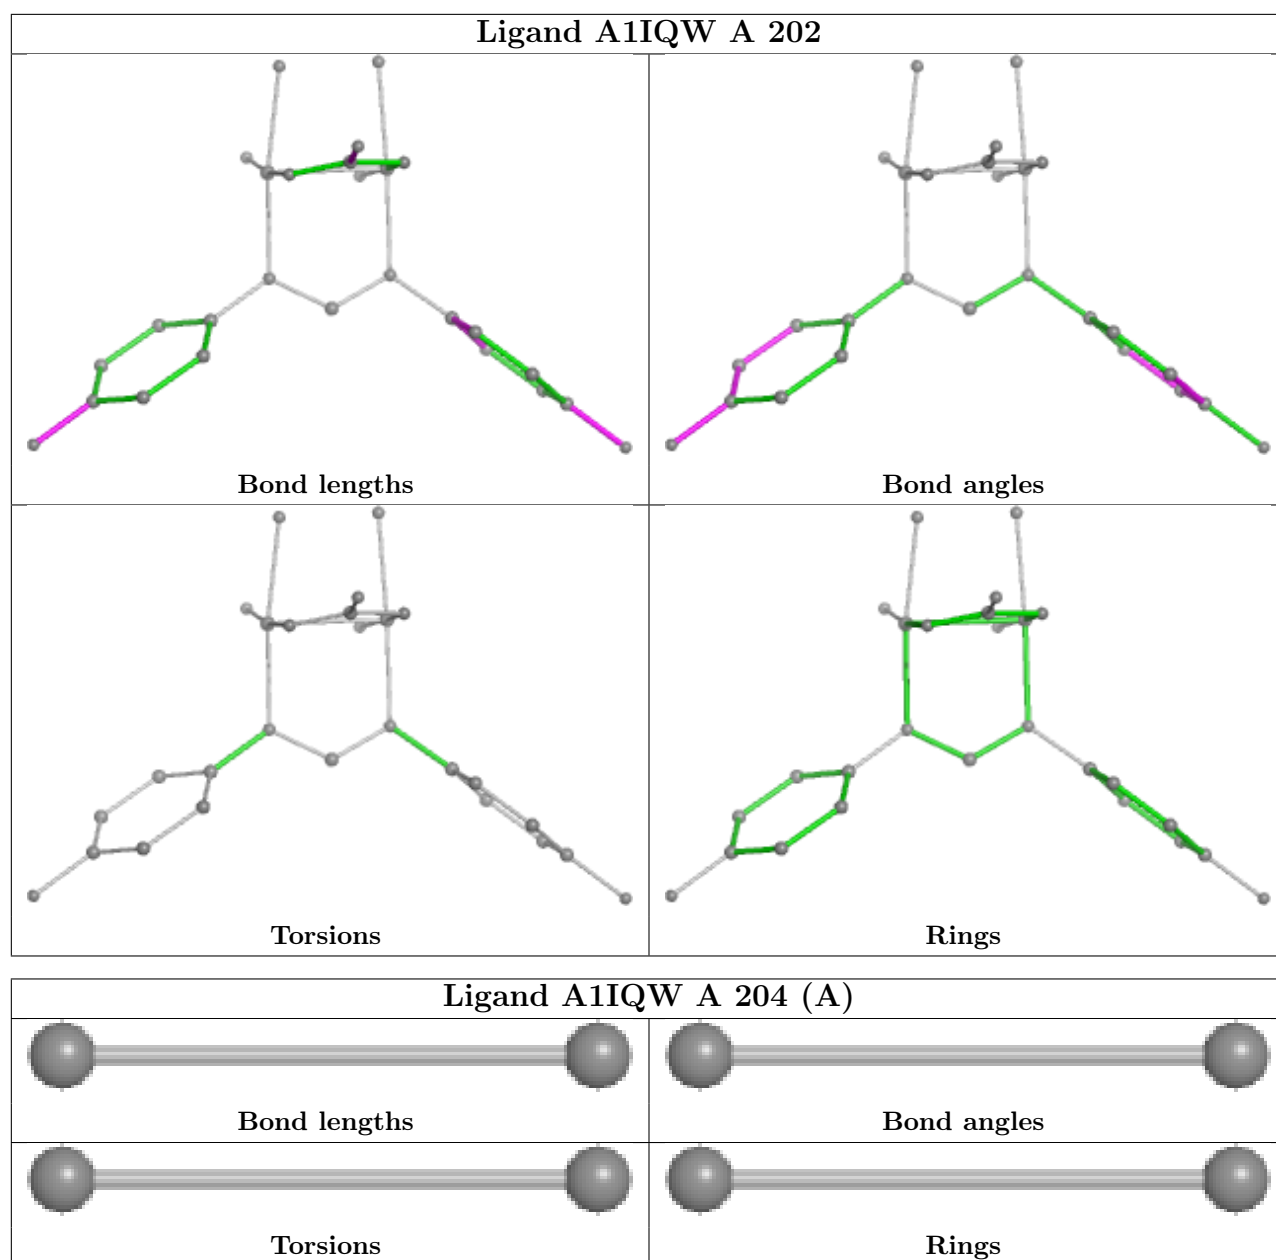 Ligand A1IQW A 202
Bond lengths
Bond angles
Torsions
Rings
Ligand A1IQW A 204 (A)
Bond lengths
Bond angles
Torsions
Rings